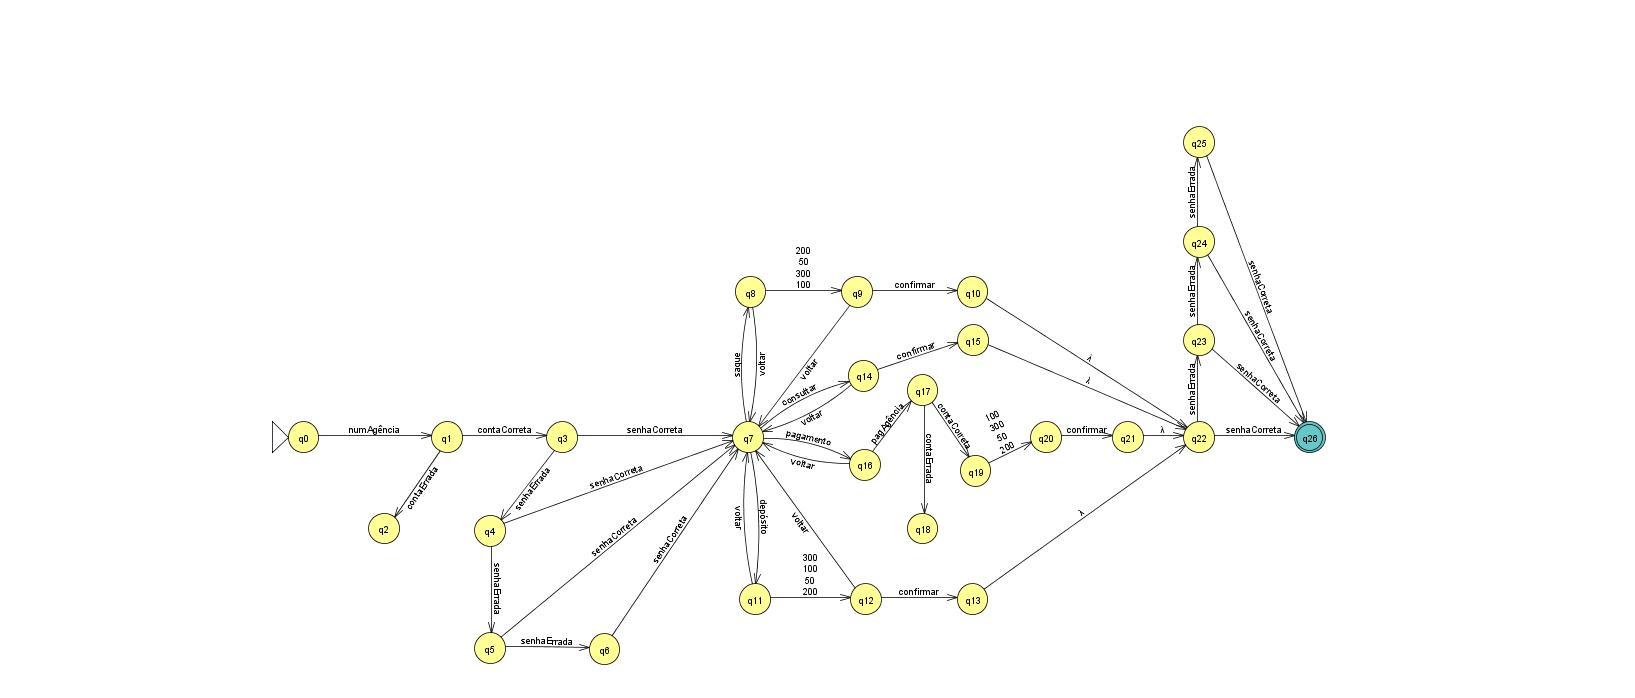 q25
senhaErrada
q24
senhaCorreta
200
50
300
100
senhaErrada
senhaCorreta
q8
q9
confirmar
q10
q23
q15
confirmar
λ
saque
voltar
voltar
q14
λ
senhaErrada
senhaCorreta
consultar
q17
voltar
pagAgência
contaCorreta
100
300
50
200
q0
numAgência
q1
contaCorreta
q3
senhaCorreta
q7
pagamento
q20
confirmar
q21
λ
q22
senhaCorreta
q26
voltar
q16
contaErrada
q19
contaErrada
senhaErrada
senhaCorreta
q2
q4
senhaCorreta
senhaCorreta
voltar
depósito
voltar
q18
λ
senhaErrada
300
100
50
200
q11
q12
confirmar
q13
q5
senhaErrada
q6